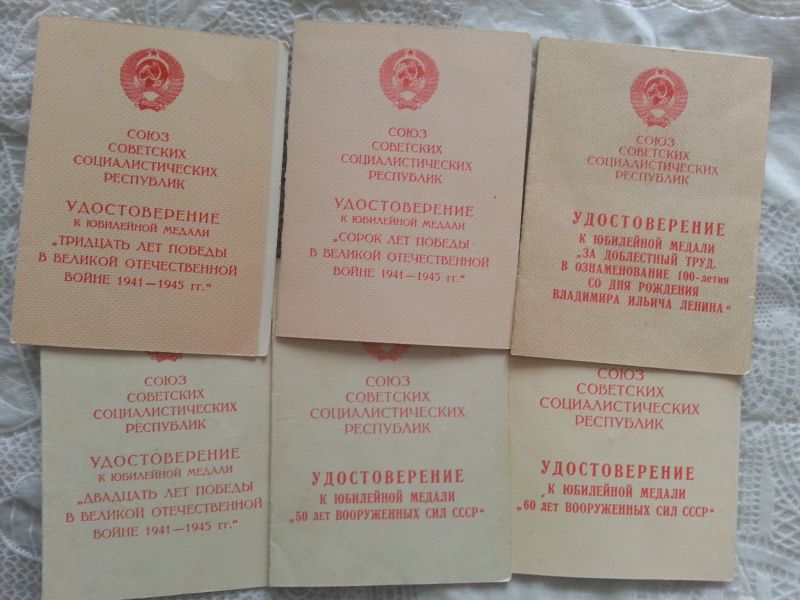 СОЮЗ
СОВЕТСКИХ
СОЦИАЛИСТИЧЕСКИХ
РЕСПУБЛИК
УДОСТОВЕРЕНИЕ
К ЮБИЛЕЙНОЙ МЕДАЛИ
„ТРИДЦАТЬ ЛЕТ ПОБЕДЫ
В ВЕЛИКОЙ ОТЕЧЕСТВЕННОЙ
ВОЙНЕ 1941—1945 гг.“
СОЮЗ
СОВЕТСКИХ
СОЦИАЛИСТИЧЕСКИХ
РЕСПУБЛИК
УДОСТОВЕРЕНИЕ
К ЮБИЛЕЙНОЙ МЕДАЛИ
„СОРОК ЛЕТ ПОБЕДЫ
В ВЕЛИКОЙ ОТЕЧЕСТВЕННОЙ
ВОЙНЕ 1941—1945 гг.“
СОЮЗ
СОВЕТСКИХ
СОЦИАЛИСТИЧЕСКИХ
РЕСПУБЛИК
УДОСТОВЕРЕНИЕ
К ЮБИЛЕЙНОЙ МЕДАЛИ
„ЗА ДОБЛЕСТНЫЙ ТРУД.
В ОЗНАМЕНОВАНИЕ 100-летия
СО ДНЯ РОЖДЕНИЯ
ВЛАДИМИРА ИЛЬИЧА ЛЕНИНА“
СОЮЗ
СОВЕТСКИХ
СОЦИАЛИСТИЧЕСКИХ
РЕСПУБЛИК
УДОСТОВЕРЕНИЕ
К ЮБИЛЕЙНОЙ МЕДАЛИ
„ДВАДЦАТЬ ЛЕТ ПОБЕДЫ
В ВЕЛИКОЙ ОТЕЧЕСТВЕННОЙ
ВОЙНЕ 1941—1945 гг.“
СОЮЗ
СОВЕТСКИХ
СОЦИАЛИСТИЧЕСКИХ
РЕСПУБЛИК
УДОСТОВЕРЕНИЕ
К ЮБИЛЕЙНОЙ МЕДАЛИ
„50 ЛЕТ ВООРУЖЕННЫХ СИЛ СССР“
СОЮЗ
СОВЕТСКИХ
СОЦИАЛИСТИЧЕСКИХ
РЕСПУБЛИК
УДОСТОВЕРЕНИЕ
К ЮБИЛЕЙНОЙ МЕДАЛИ
„60 ЛЕТ ВООРУЖЕННЫХ СИЛ СССР“